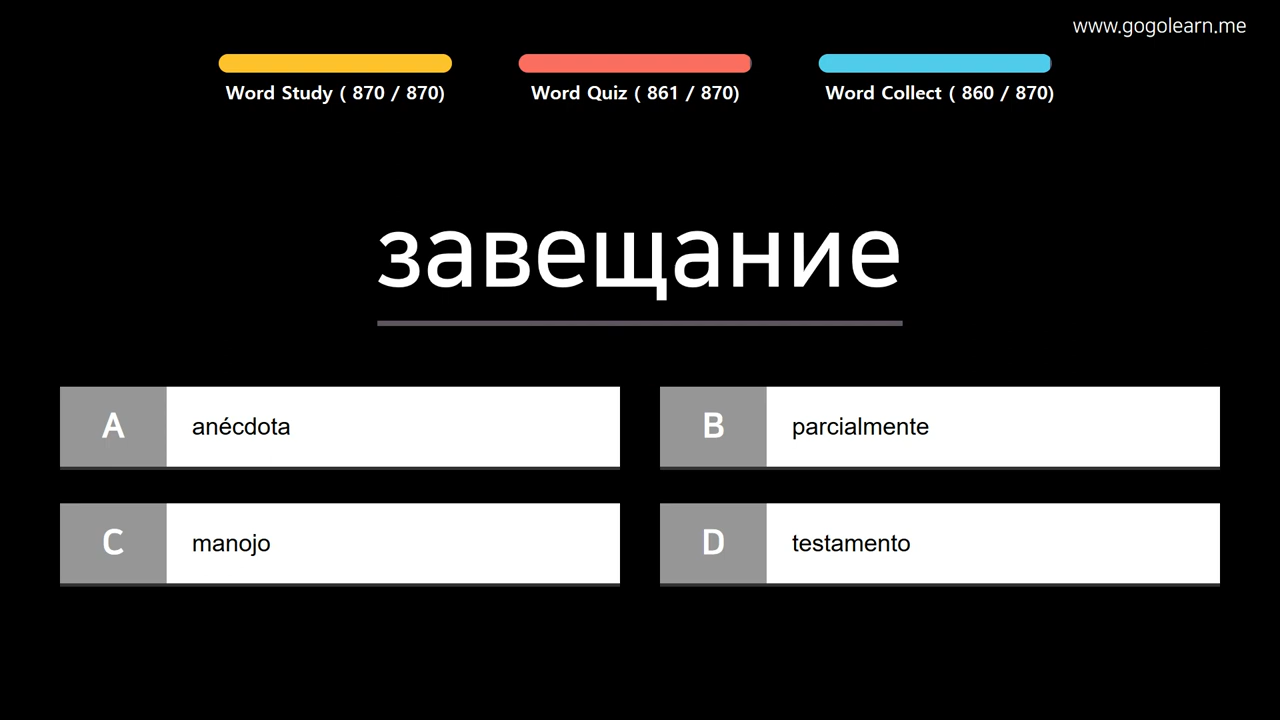 www.gogolearn.me
Word Study ( 870 / 870)
Word Quiz ( 861 / 870)
Word Collect ( 860 / 870)
завещание
A anécdota
B parcialmente
C manojo
D testamento